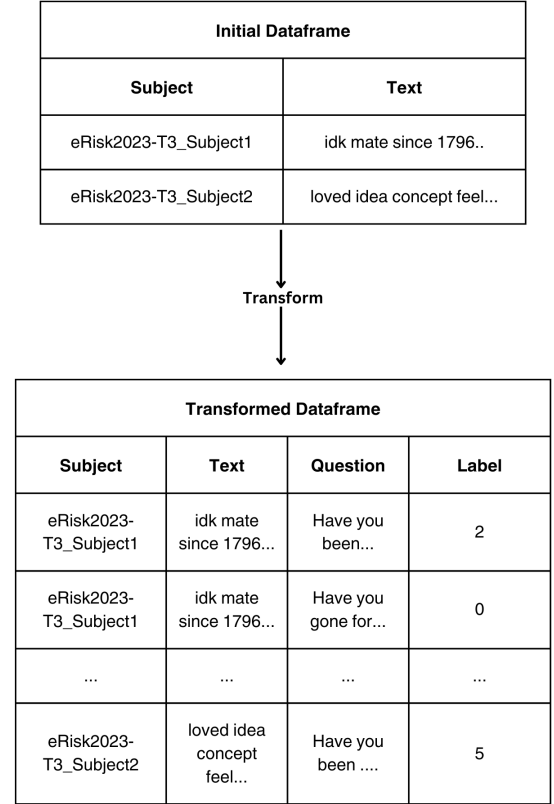 Initial Dataframe
Subject Text
eRisk2023-T3_Subject1 idk mate since 1796..
eRisk2023-T3_Subject2 loved idea concept feel...
Transform
Transformed Dataframe
Subject Text Question Label
eRisk2023- idk mate Have you
T3_Subject1 since 1796... been... 2
eRisk2023- idk mate Have you
T3_Subject1 since 1796... gone for... 0
... ... ... ...
loved idea
eRisk2023- concept Have you
T3_Subject2 feel... been .... 5